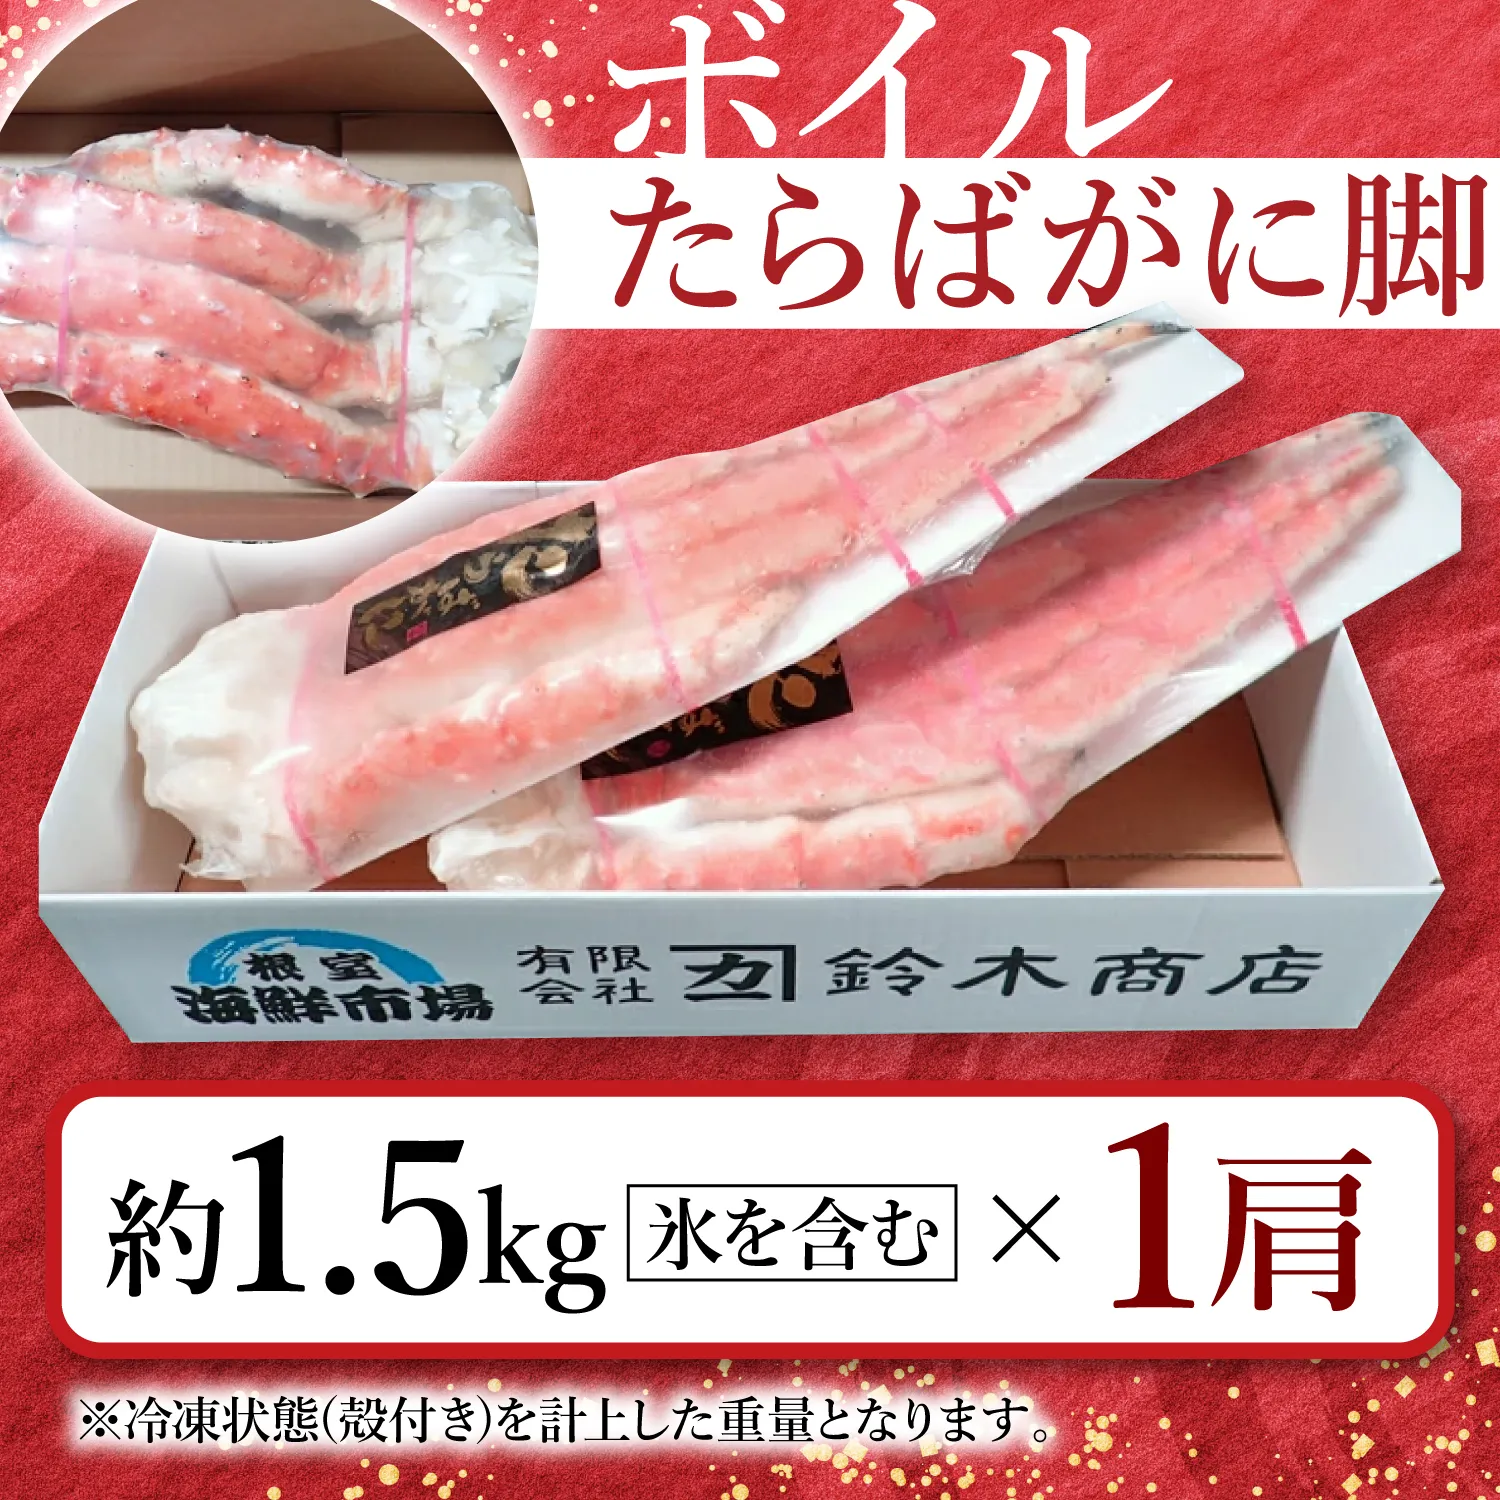 ボイル
たらばがに脚
根室
海鮮市場
有限会社 カ 鈴木商店
約1.5kg 氷を含む × 1肩
※冷凍状態(殻付き)を計上した重量となります。